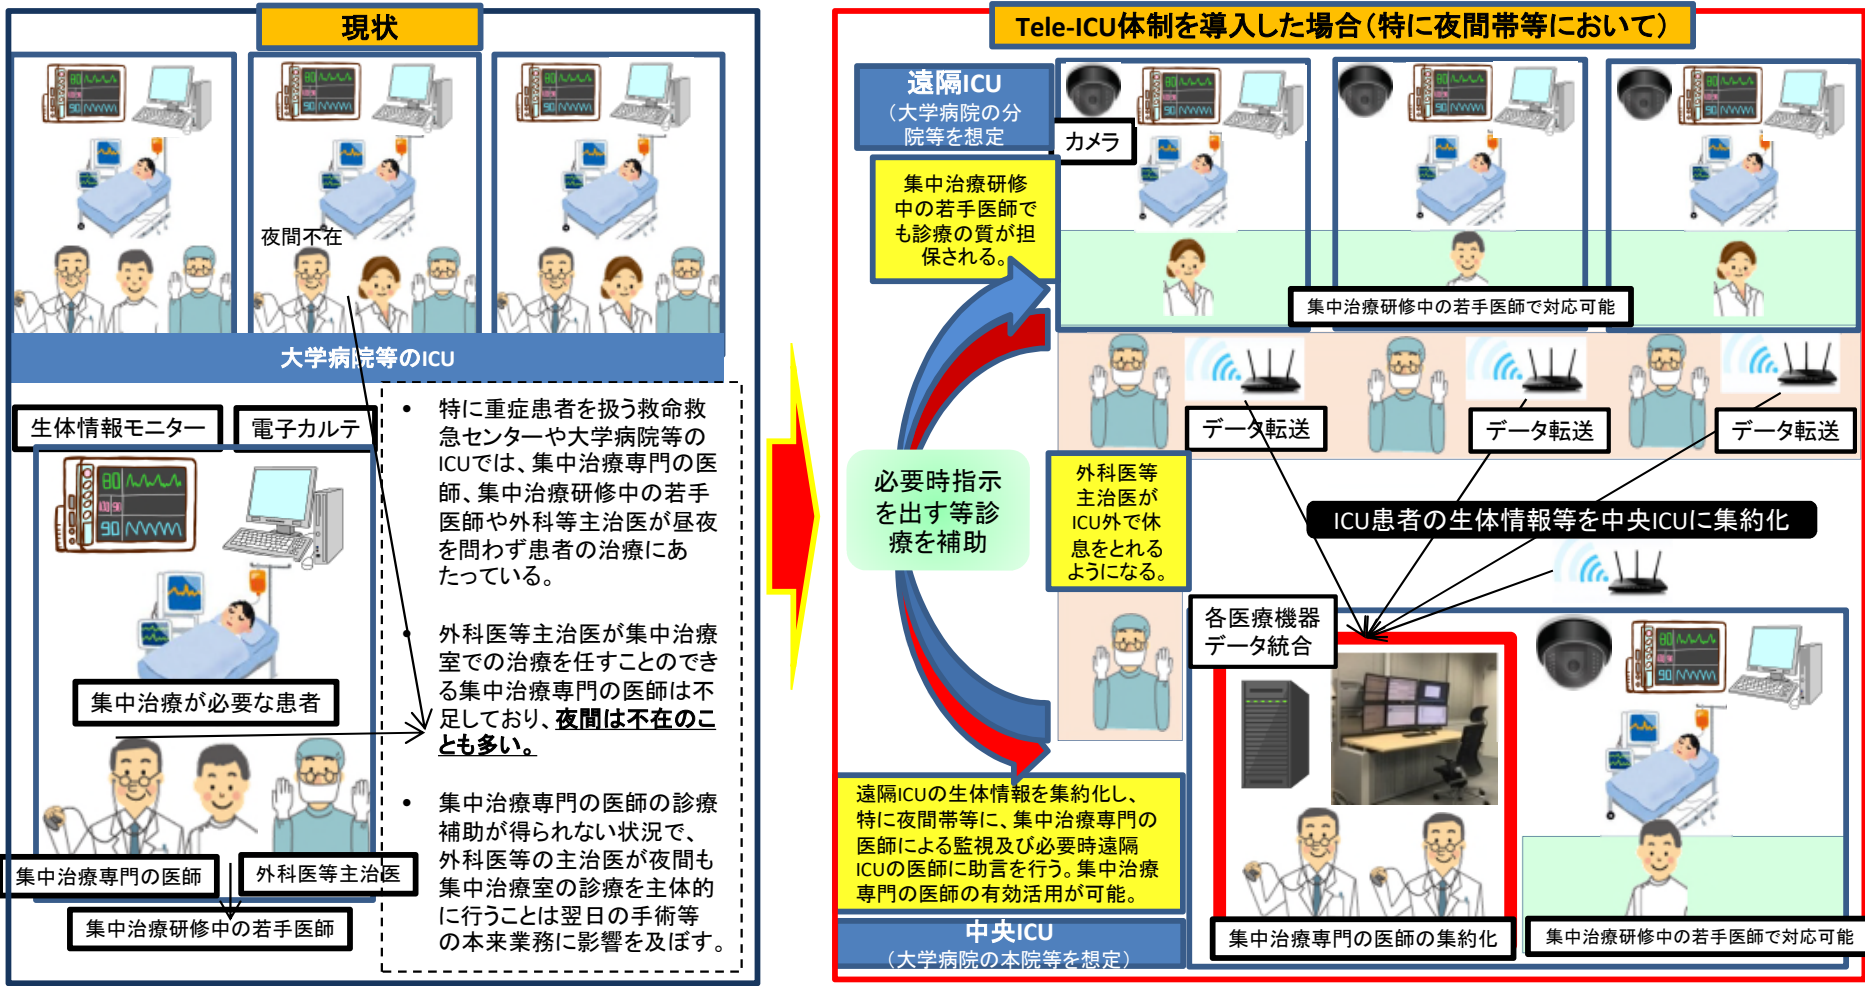 現状
夜間不在
大学病院等のICU
生体情報モニター
電子カルテ
集中治療が必要な患者
集中治療専門の医師
外科医等主治医
集中治療研修中の若手医師
• 特に重症患者を扱う救命救
急センターや大学病院等の
ICUでは、集中治療専門の医
師、集中治療研修中の若手
医師や外科等主治医が昼夜
を問わず患者の治療にあ
たっている。
• 外科医等主治医が集中治療
室での治療を任すことのでき
る集中治療専門の医師は不
足しており、夜間は不在のこ
とも多い。
• 集中治療専門の医師の診療
補助が得られない状況で、
外科医等の主治医が夜間も
集中治療室の診療を主体的
に行うことは翌日の手術等
の本来業務に影響を及ぼす。
Tele-ICU体制を導入した場合（特に夜間帯等において）
遠隔ICU
（大学病院の分
院等を想定
カメラ
集中治療研修
中の若手医師で
も診療の質が担
保される。
集中治療研修中の若手医師で対応可能
データ転送
データ転送
データ転送
必要時指示
を出す等診
療を補助
外科医等
主治医が
ICU外で休
息をとれる
ようになる。
ICU患者の生体情報等を中央ICUに集約化
各医療機器
データ統合
遠隔ICUの生体情報を集約化し、
特に夜間帯等に、集中治療専門の
医師による監視及び必要時遠隔
ICUの医師に助言を行う。集中治療
専門の医師の有効活用が可能。
中央ICU
（大学病院の本院等を想定）
集中治療専門の医師の集約化
集中治療研修中の若手医師で対応可能